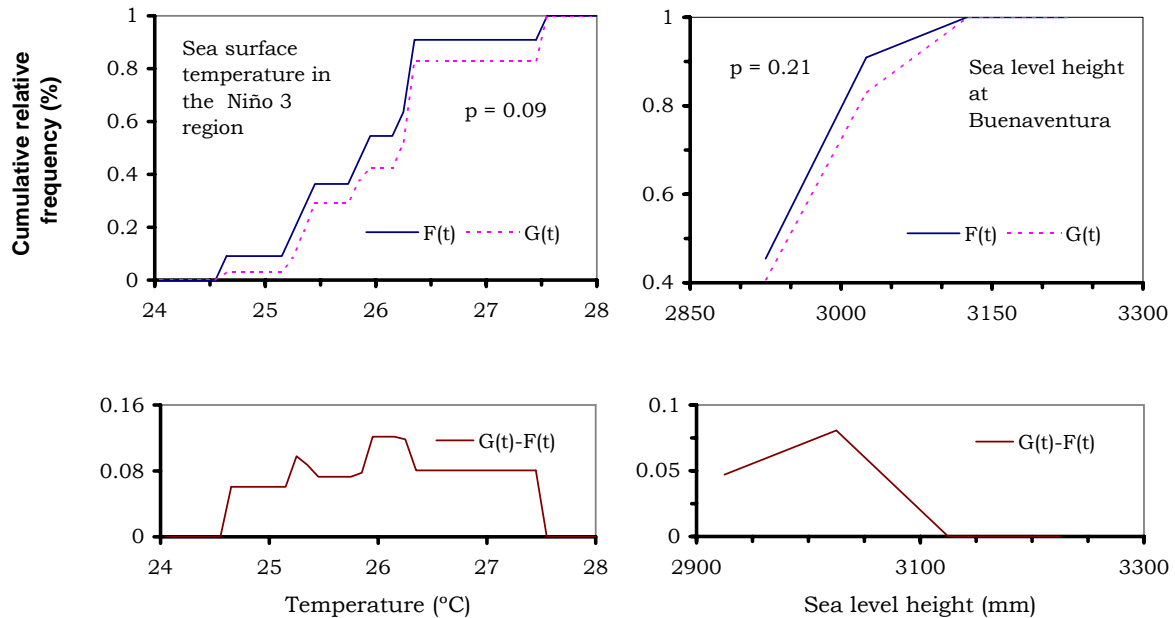 Cumulative relative
frequency (%)
1
0.8
0.6
0.4
0.2
0
Sea surface
temperature in
the Niño 3
region
p = 0.09
F(t)
G(t)
24
25
26
27
28
1
0.8
0.6
0.4
p = 0.21
Sea level height
at
Buenaventura
F(t)
G(t)
2850
3000
3150
3300
0.16
0.08
0
G(t)-F(t)
24
25
26
27
28
Temperature (ºC)
0.1
0.05
0
G(t)-F(t)
2900
3100
3300
Sea level height (mm)